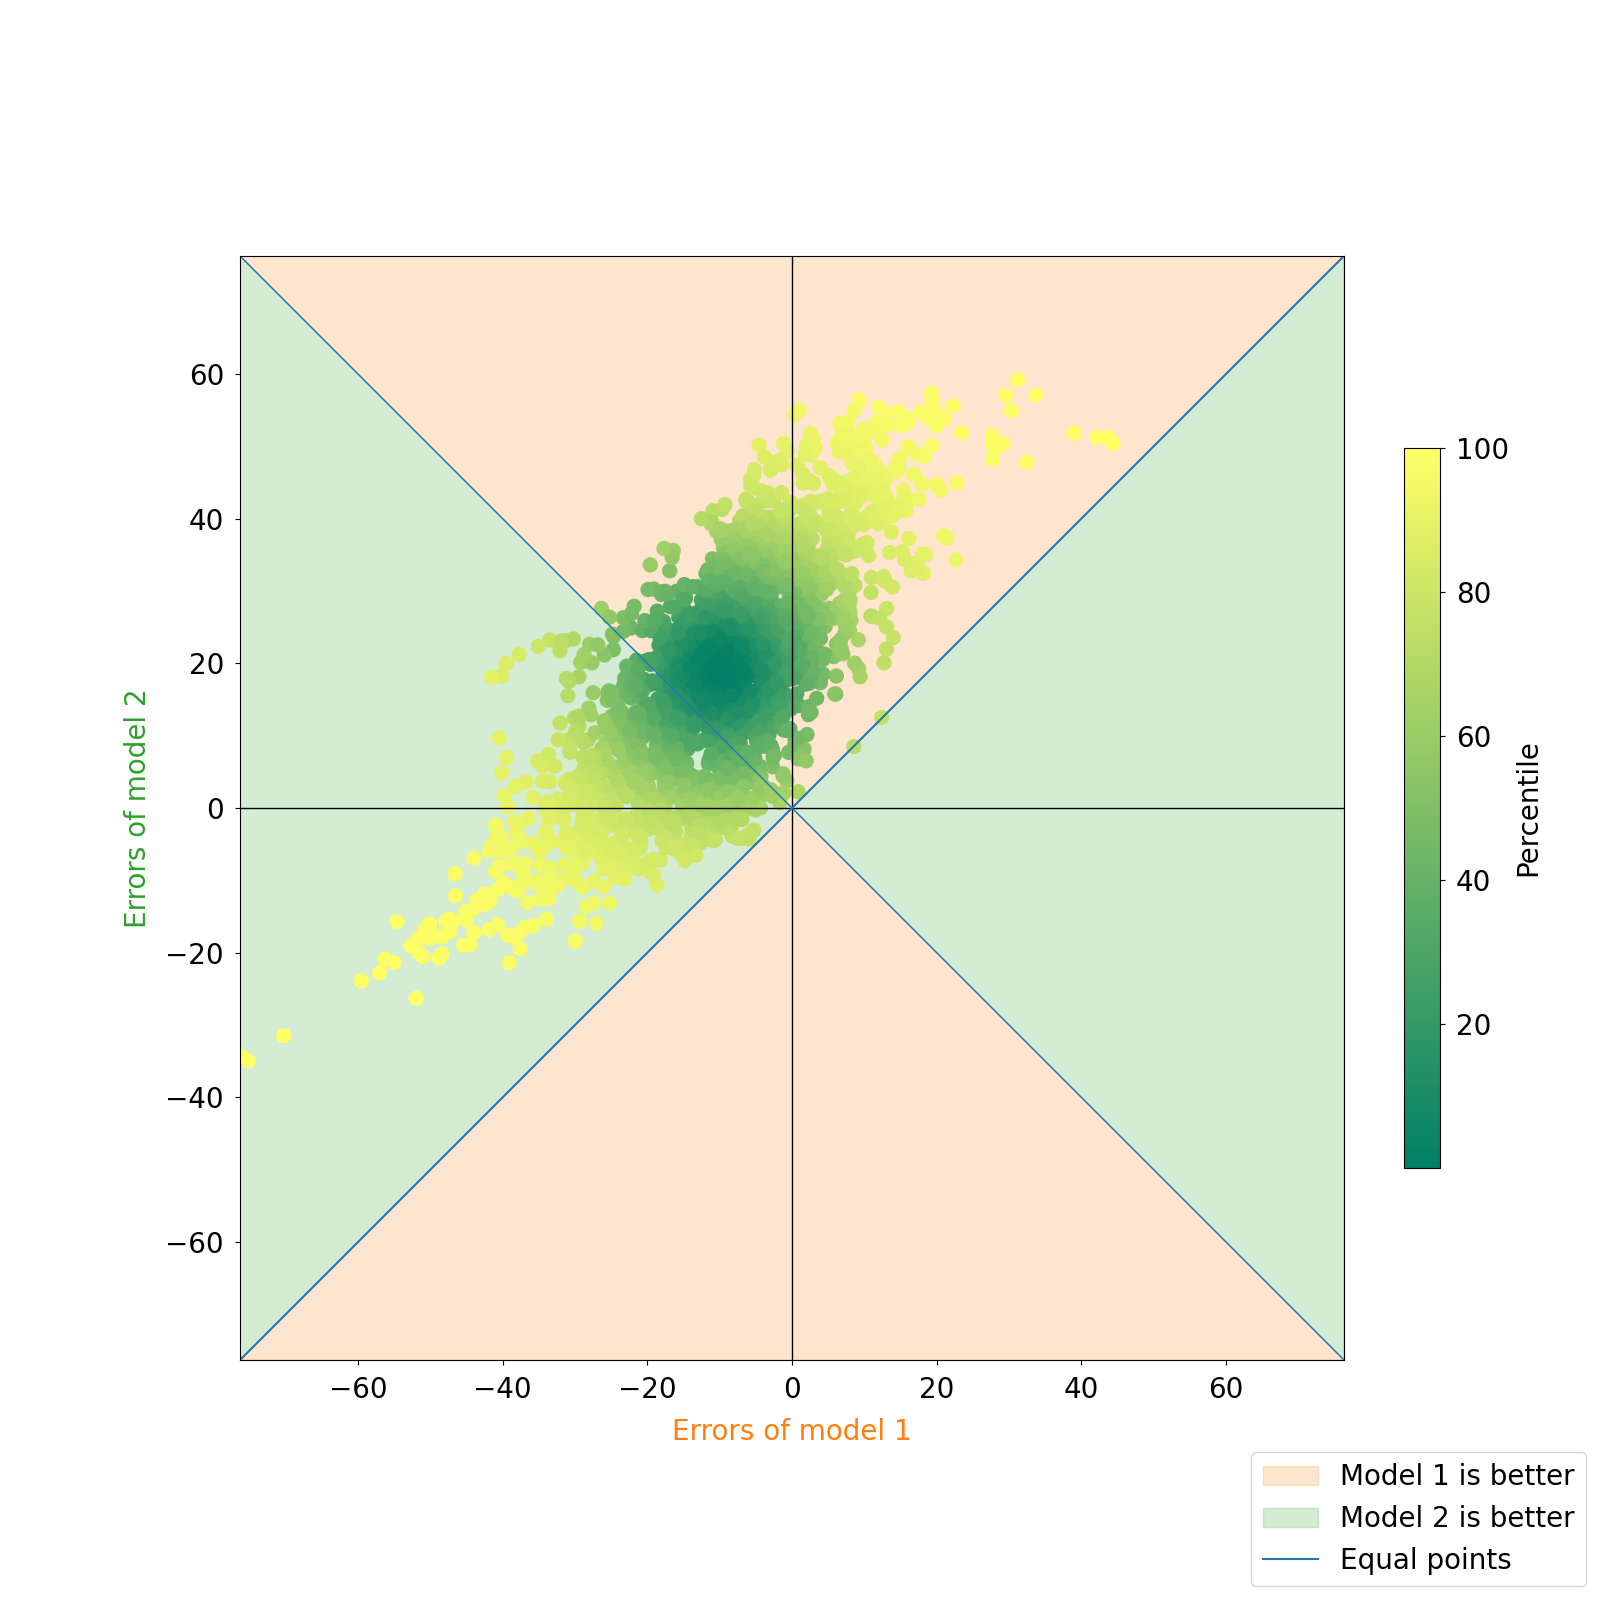 60
40
20
0
−20
−40
−60
Errors of model 2
−60 −40 −20 0 20 40 60
Errors of model 1
100
80
60
40
20
Percentile
Model 1 is better
Model 2 is better
Equal points